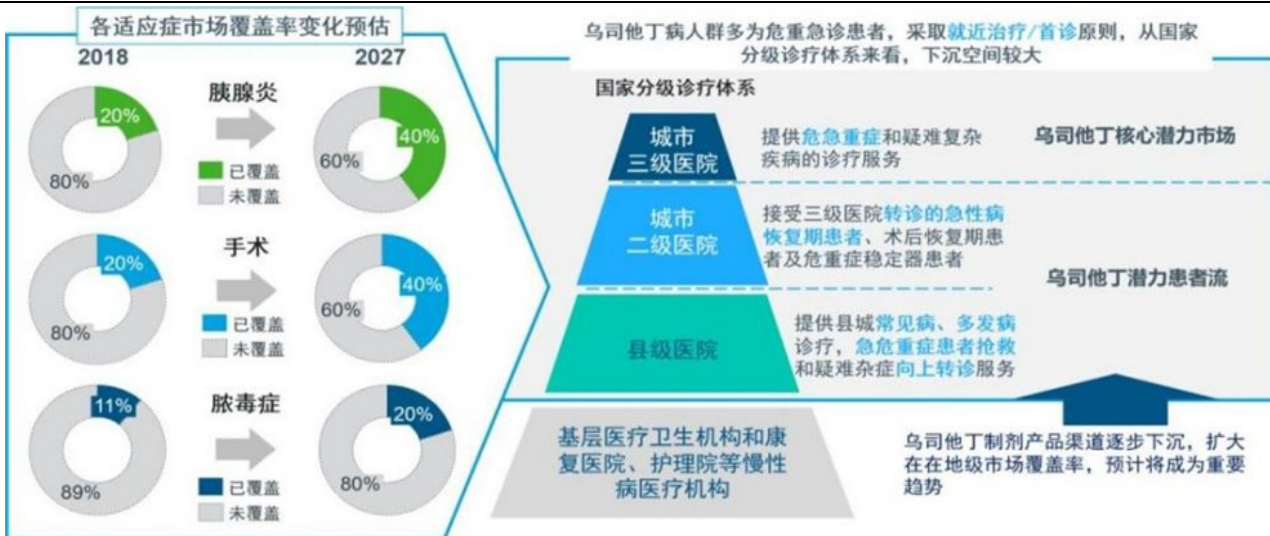 各适应症市场覆盖率变化预估
2018
2027
胰腺炎
20%
80%
40%
60%
已覆盖
未覆盖
手术
20%
80%
40%
60%
已覆盖
未覆盖
脓毒症
11%
89%
20%
80%
已覆盖
未覆盖
乌司他丁病人群多为危重急诊患者，采取就近治疗/首诊原则，从国家
分级诊疗体系来看，下沉空间较大
国家分级诊疗体系
城市
三级医院
提供危急重症和疑难复杂
疾病的诊疗服务
乌司他丁核心潜力市场
城市
二级医院
接受三级医院转诊的急性病
恢复期患者、术后恢复期患
者及危重症稳定器患者
乌司他丁潜力患者流
县级医院
提供县城常见病、多发病
诊疗，急危重症患者抢救
和疑难杂症向上转诊服务
基层医疗卫生机构和康
复医院、护理院等慢性
病医疗机构
乌司他丁制剂产品渠道逐步下沉，扩大
在在地级市场覆盖率，预计将成为重要
趋势